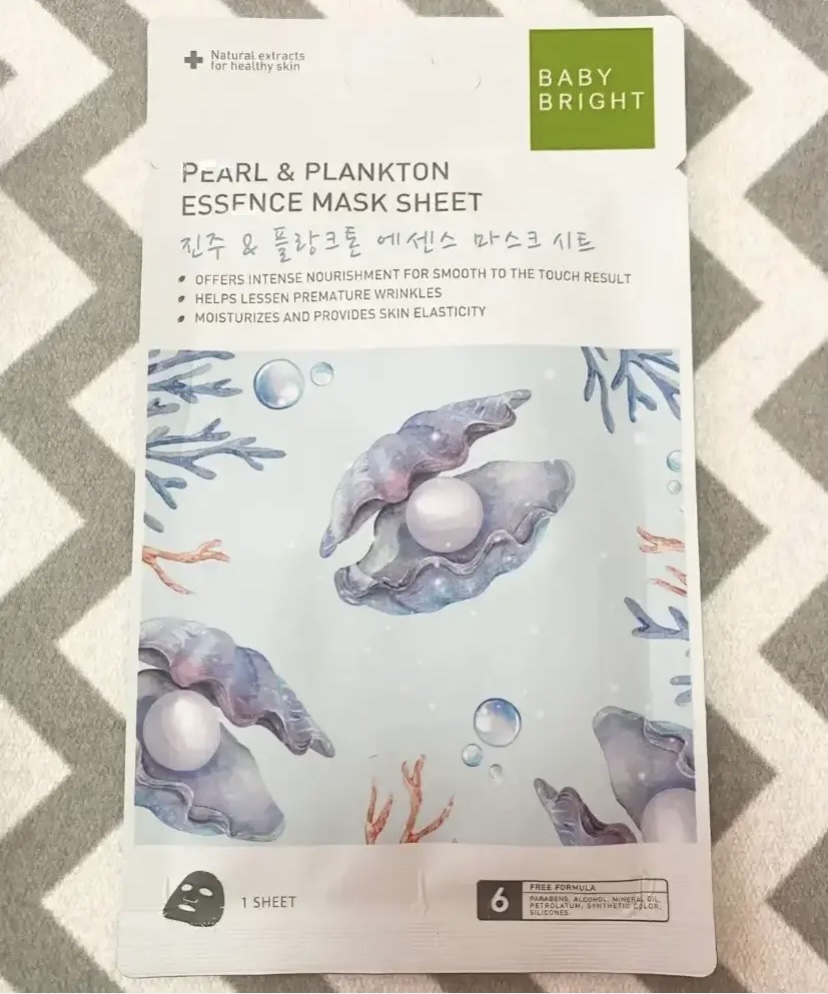 Natural extracts
for healthy skin
BABY
BRIGHT
PEARL & PLANKTON
ESSENCE MASK SHEET
진주 & 플랑크톤 에센스 마스크 시트
OFFERS INTENSE NOURISHMENT FOR SMOOTH TO THE TOUCH RESULT
HELPS LESSEN PREMATURE WRINKLES
MOISTURIZES AND PROVIDES SKIN ELASTICITY
1 SHEET
6
FREE FORMULA
PARABENS, ALCOHOL, MINERAL OIL,
PETROLATUM, SYNTHETIC COLOR,
SILICONES.